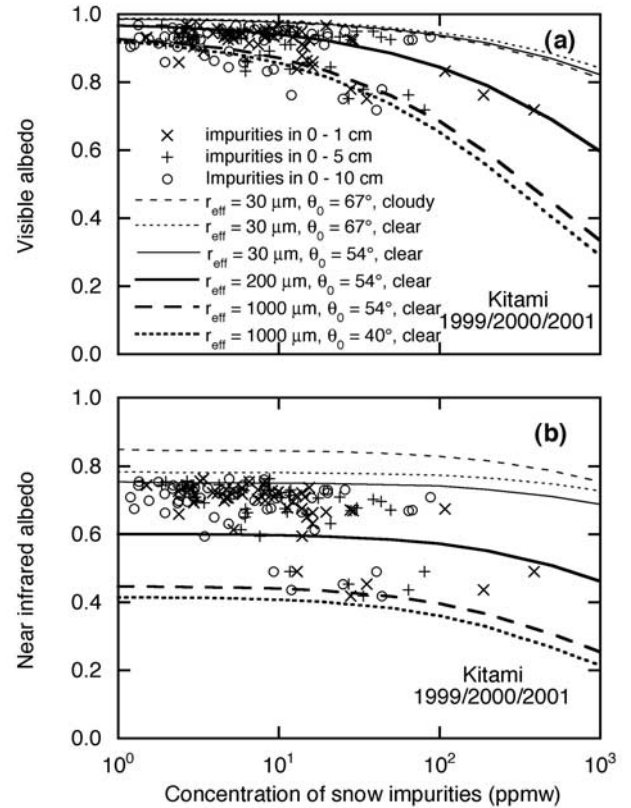 1.0
(a)
0.8
0.6
0.4
0.2
0.0
Visible albedo
impurities in 0 - 1 cm
impurities in 0 - 5 cm
Impurities in 0 - 10 cm
r_eff = 30 μm, θ_0 = 67°, cloudy
r_eff = 30 μm, θ_0 = 67°, clear
r_eff = 30 μm, θ_0 = 54°, clear
r_eff = 200 μm, θ_0 = 54°, clear
r_eff = 1000 μm, θ_0 = 54°, clear
r_eff = 1000 μm, θ_0 = 40°, clear
Kitami
1999/2000/2001
1.0
(b)
0.8
0.6
0.4
0.2
0.0
Near infrared albedo
Kitami
1999/2000/2001
10^0 10^1 10^2 10^3
Concentration of snow impurities (ppmw)